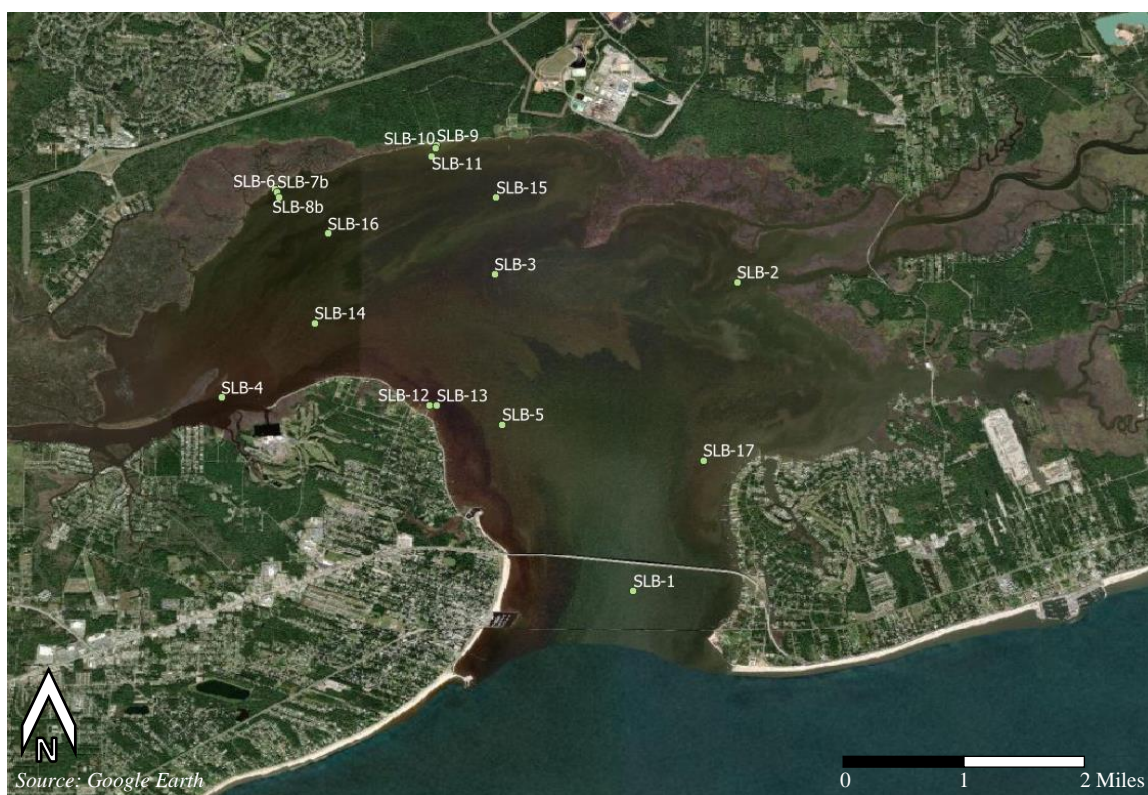 SLB-10 SLB-9
SLB-11
SLB-6 SLB-7b
SLB-8b
SLB-15
SLB-16
SLB-3
SLB-2
SLB-14
SLB-4
SLB-12 SLB-13
SLB-5
SLB-17
SLB-1
N
Source: Google Earth
0 1 2 Miles